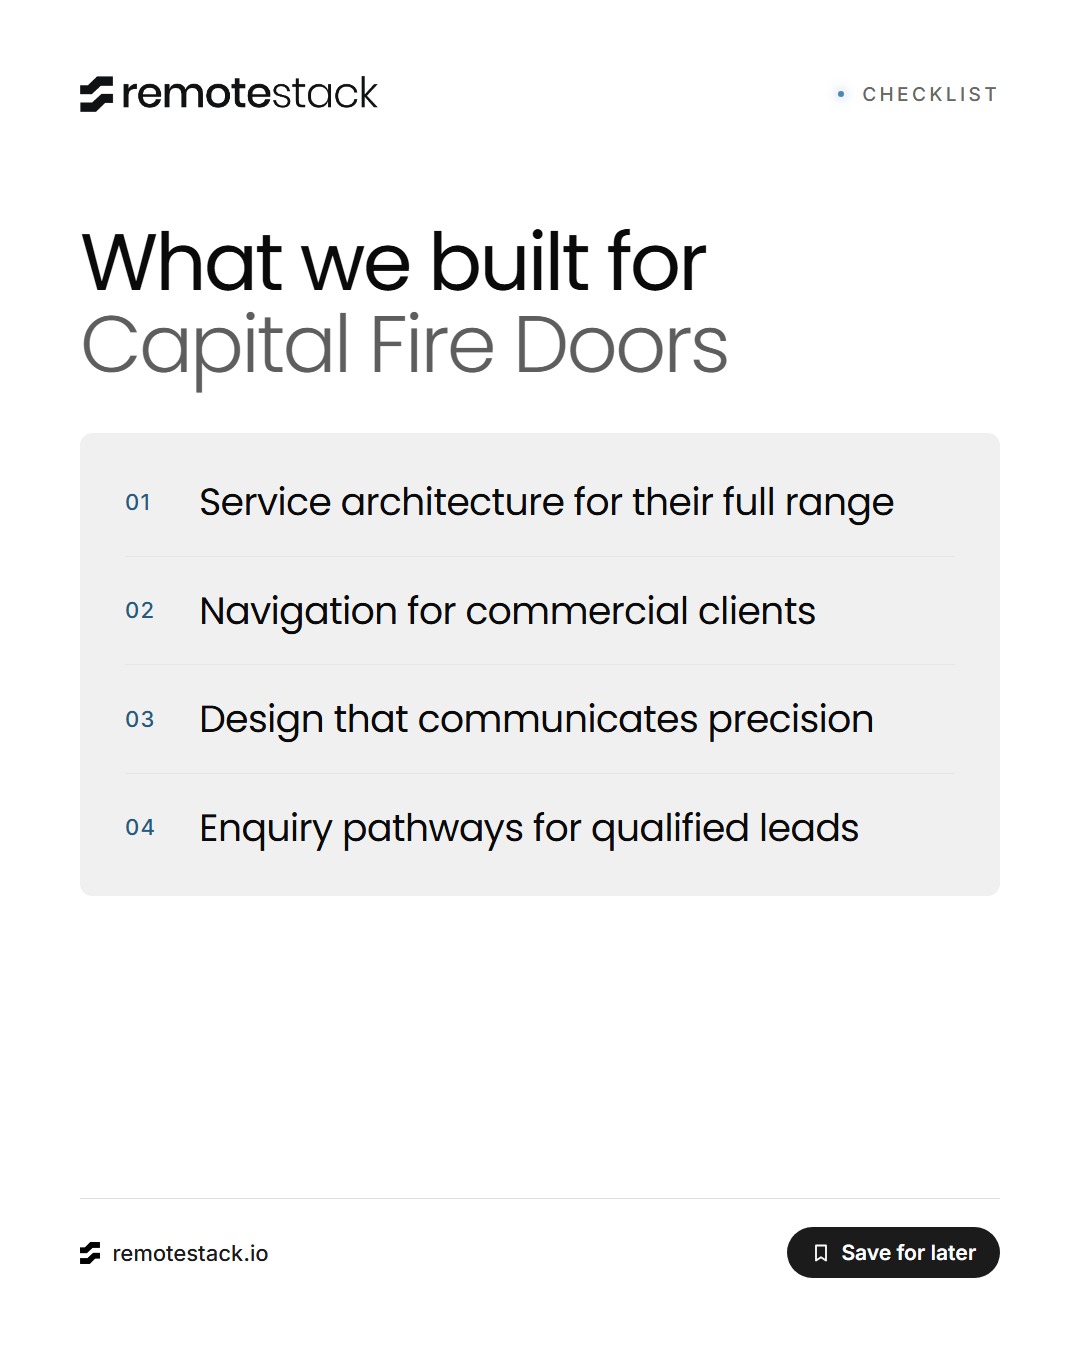 remotestack
CHECKLIST
What we built for
Capital Fire Doors
01 Service architecture for their full range
02 Navigation for commercial clients
03 Design that communicates precision
04 Enquiry pathways for qualified leads
remotestack.io
Save for later